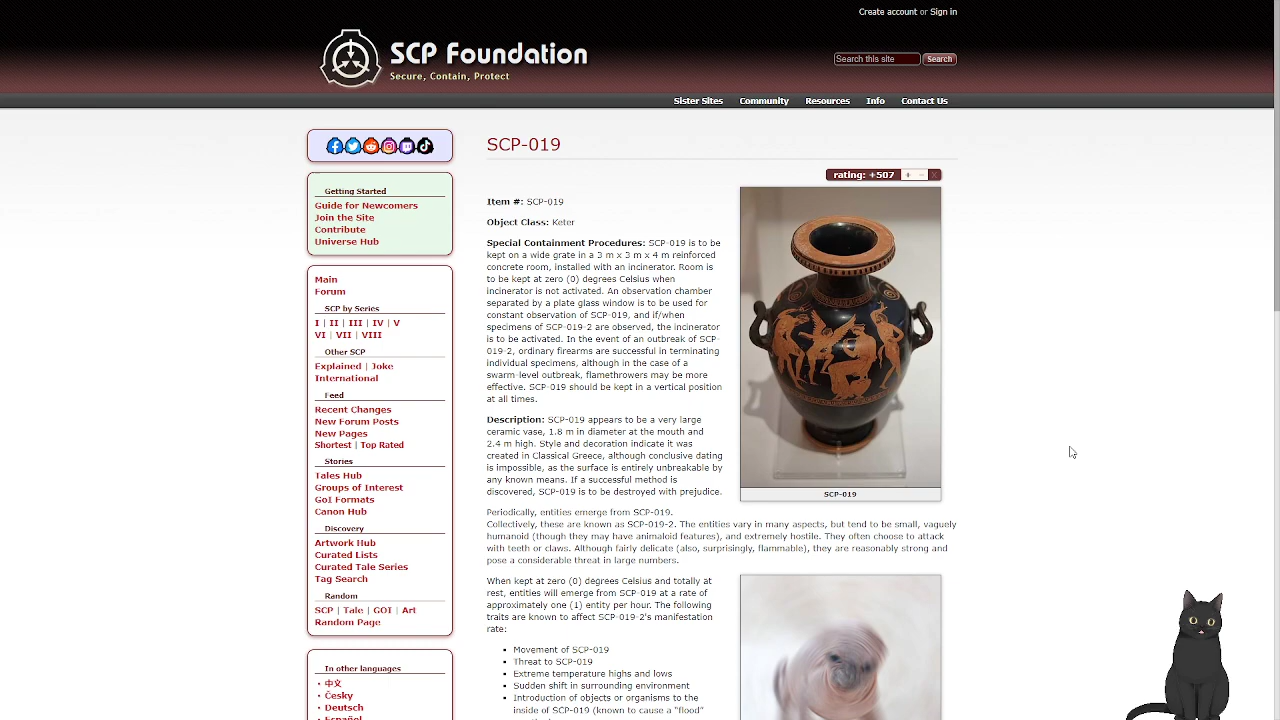 Create account or Sign in
SCP Foundation
Secure, Contain, Protect
Search this site
Search
Sister Sites
Community
Resources
Info
Contact Us
Getting Started
Guide for Newcomers
Join the Site
Contribute
Universe Hub
Main
Forum
SCP by Series
I | II | III | IV | V
VI | VII | VIII
Other SCP
Explained | Joke
International
Feed
Recent Changes
New Forum Posts
New Pages
Shortest | Top Rated
Stories
Tales Hub
Groups of Interest
GoI Formats
Canon Hub
Discovery
Artwork Hub
Curated Lists
Curated Tale Series
Tag Search
Random
SCP | Tale | GOI | Art
Random Page
In other languages
中文
Česky
Deutsch
Español
SCP-019
rating: +507 + – X
Item #: SCP-019
Object Class: Keter
Special Containment Procedures: SCP-019 is to be
kept on a wide grate in a 3 m x 3 m x 4 m reinforced
concrete room, installed with an incinerator. Room is
to be kept at zero (0) degrees Celsius when
incinerator is not activated. An observation chamber
separated by a plate glass window is to be used for
constant observation of SCP-019, and if/when
specimens of SCP-019-2 are observed, the incinerator
is to be activated. In the event of an outbreak of SCP-
019-2, ordinary firearms are successful in terminating
individual specimens, although in the case of a
swarm-level outbreak, flamethrowers may be more
effective. SCP-019 should be kept in a vertical position
at all times.
SCP-019
Description: SCP-019 appears to be a very large
ceramic vase, 1.8 m in diameter at the mouth and
2.4 m high. Style and decoration indicate it was
created in Classical Greece, although conclusive dating
is impossible, as the surface is entirely unbreakable by
any known means. If a successful method is
discovered, SCP-019 is to be destroyed with prejudice.
Periodically, entities emerge from SCP-019.
Collectively, these are known as SCP-019-2. The entities vary in many aspects, but tend to be small, vaguely
humanoid (though they may have animaloid features), and extremely hostile. They often choose to attack
with teeth or claws. Although fairly delicate (also, surprisingly, flammable), they are reasonably strong and
pose a considerable threat in large numbers.
When kept at zero (0) degrees Celsius and totally at
rest, entities will emerge from SCP-019 at a rate of
approximately one (1) entity per hour. The following
traits are known to affect SCP-019-2's manifestation
rate:
Movement of SCP-019
Threat to SCP-019
Extreme temperature highs and lows
Sudden shift in surrounding environment
Introduction of objects or organisms to the
inside of SCP-019 (known to cause a "flood"